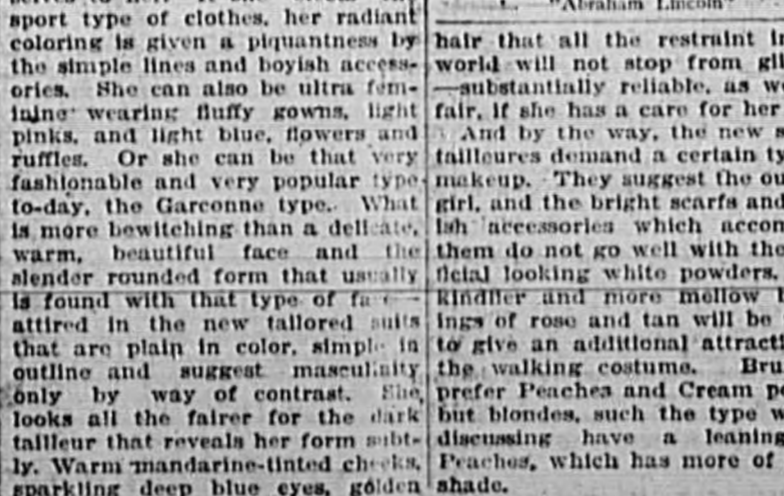 sport type of clothes, her radiant
coloring is given a piquantness by
the simple lines and boyish access-
ories. She can also be ultra fem-
inine wearing fluffy gowns, light
pinks, and light blue, flowers and
ruffles. Or she can be that very
fashionable and very popular type
to-day, the Garconne type. What
is more bewitching than a delicate,
warm, beautiful face and the
slender rounded form that usually
is found with that type of face—
attired in the new tailored suits
that are plain in color, simple in
outline and suggest masculinity
only by way of contrast. She
looks all the fairer for the dark
tailleur that reveals her form subt-
ly. Warm mandarine-tinted cheeks,
sparkling deep blue eyes, golden
"Abraham Lincoln"
hair that all the restraint in
world will not stop from gli
—substantially reliable, as we
fair, if she has a care for her
And by the way, the new
tailleures demand a certain ty
makeup. They suggest the ou
girl, and the bright scarfs and
ish accessories which accom
them do not go well with the
ficial looking white powders.
kindlier and more mellow
ings of rose and tan will be
to give an additional attracti
the walking costume. Bru
prefer Peaches and Cream p
but blondes, such the type w
discussing have a leaning
Peaches, which has more of
shade.